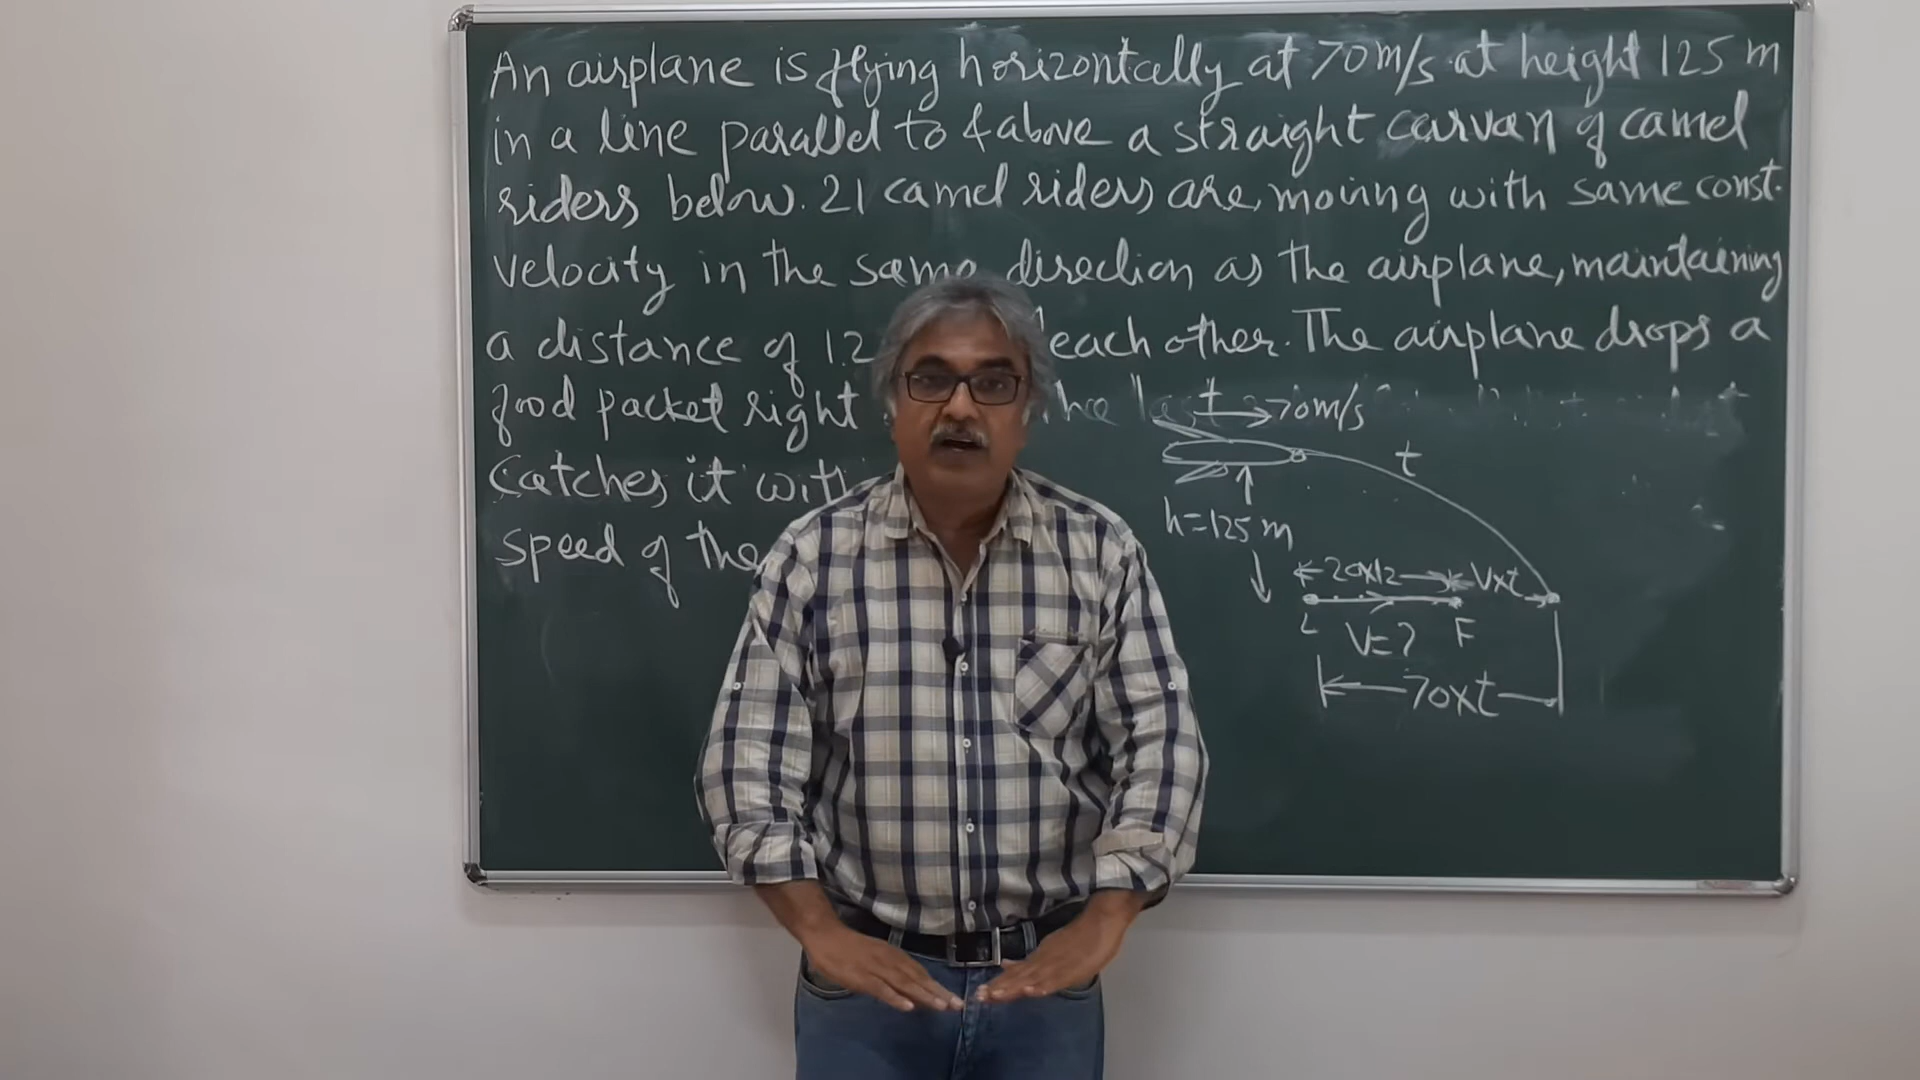 An airplane is flying horizontally at 70m/s at height 125 m
in a line parallel to & above a straight carvan of camel
riders below. 21 camel riders are, moving with same const.
velocity in the same direction as the airplane, maintaining
a distance of 12 each other. The airplane drops a
food packet right the last
catches it with
speed of the
t 70m/s
t
h=125 m
20x12 Vxt
L V=? F
70xt